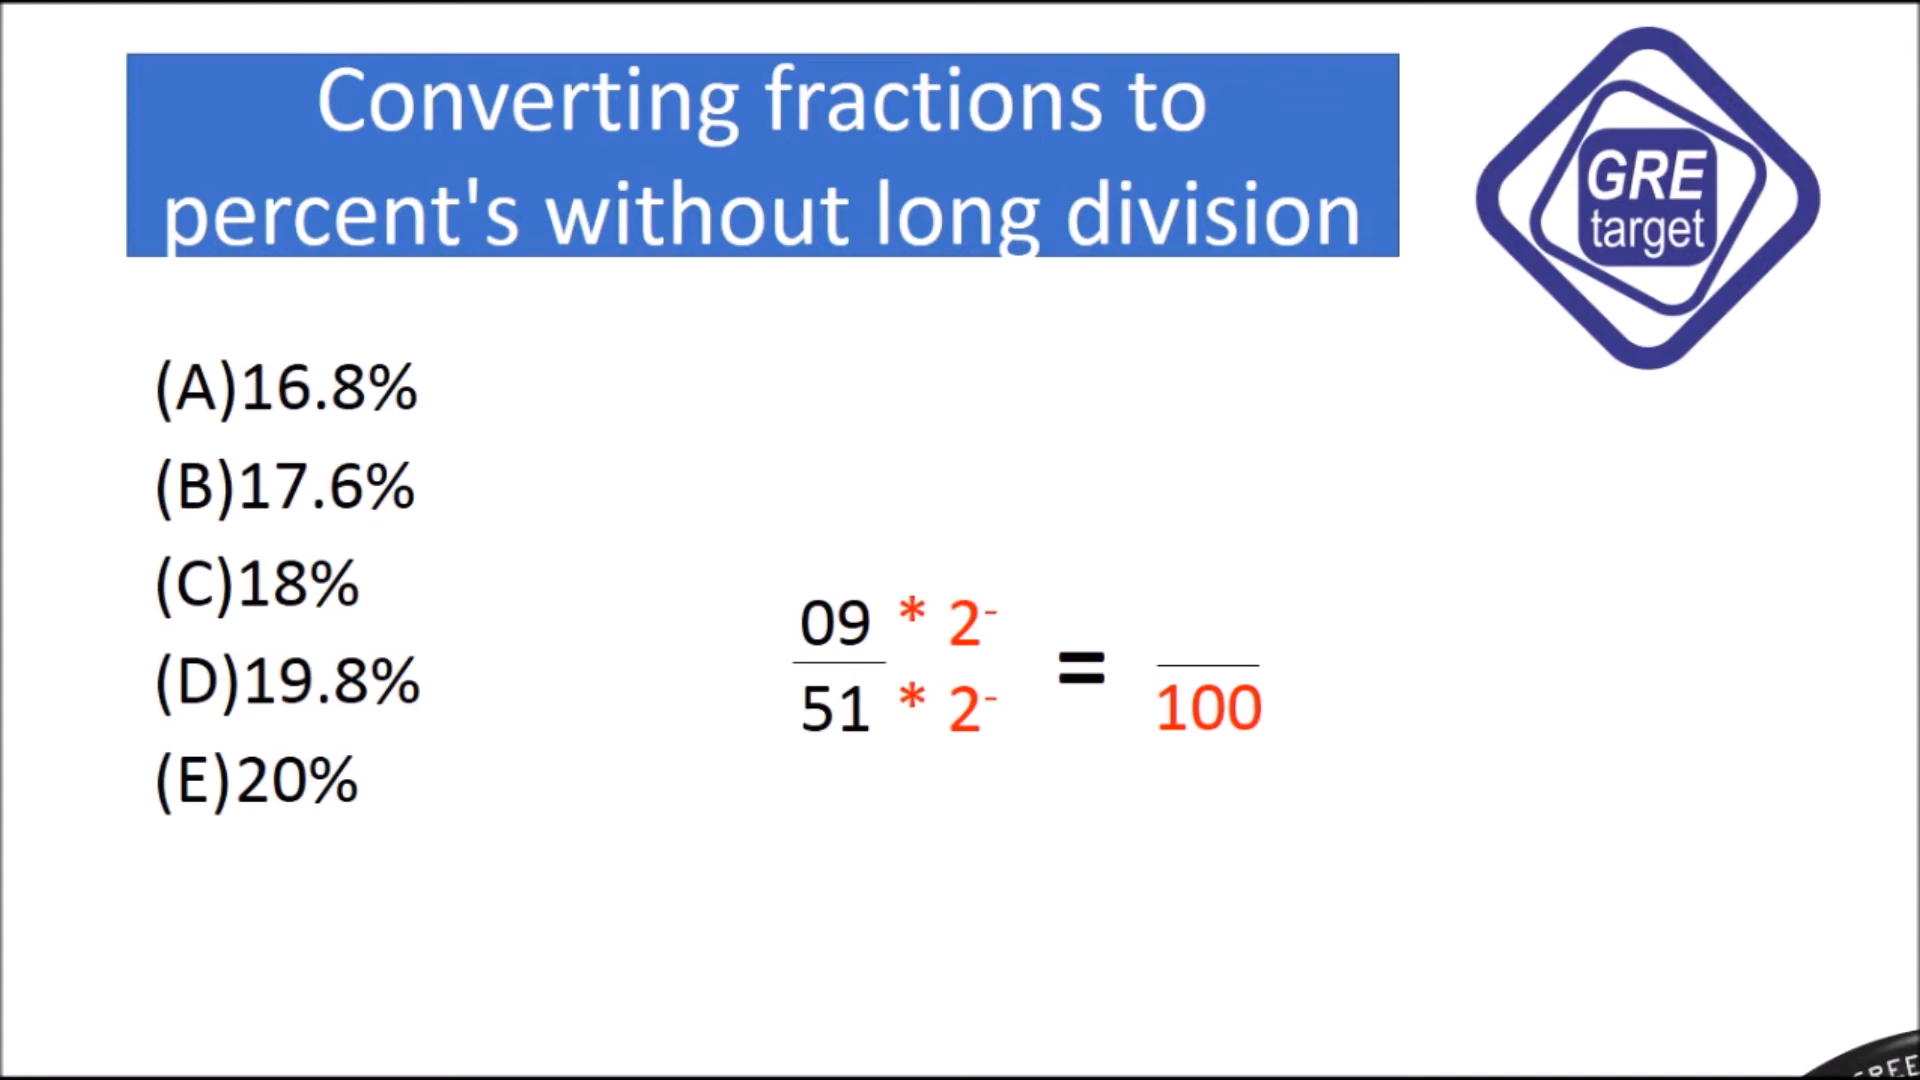 Converting fractions to
percent's without long division
GRE
target
(A)16.8%
(B)17.6%
(C)18%
(D)19.8%
(E)20%
09 * 2-
51 * 2-
=
100